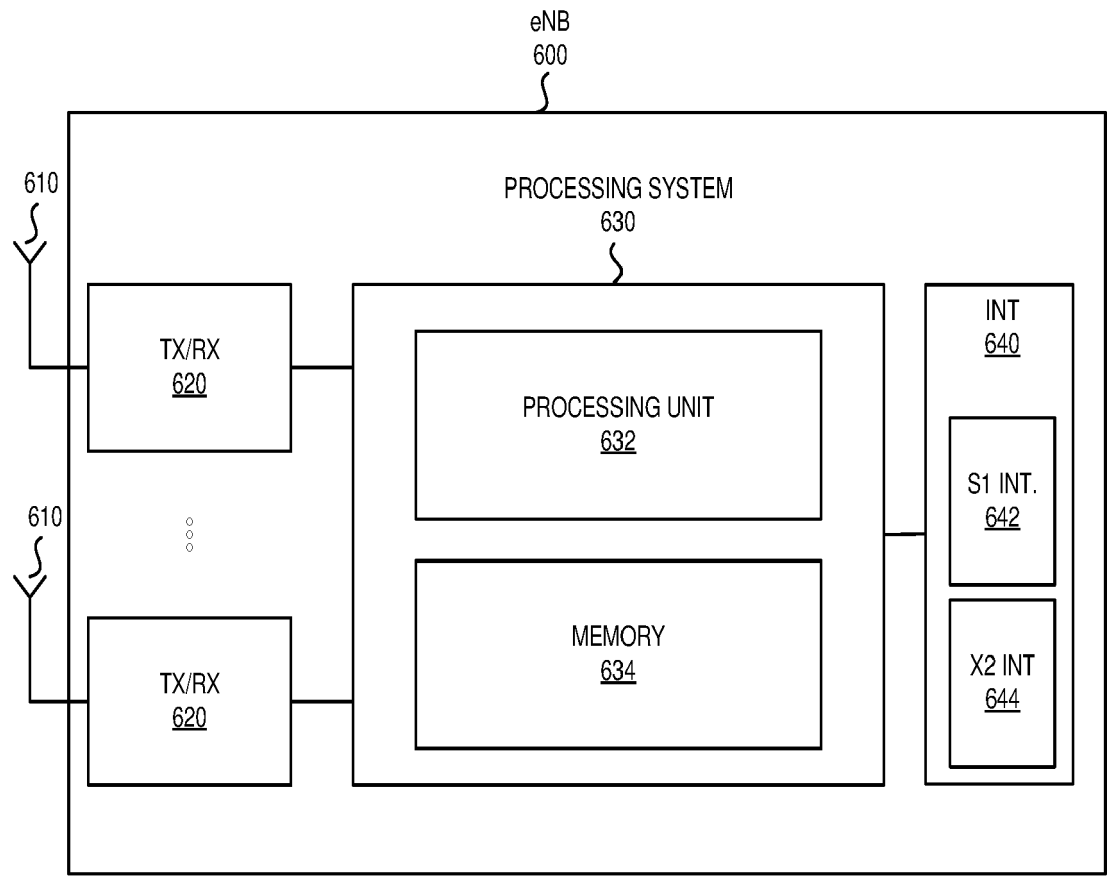 eNB
600
610
PROCESSING SYSTEM
630
TX/RX
620
PROCESSING UNIT
632
INT
640
S1 INT.
642
610
TX/RX
620
MEMORY
634
X2 INT
644